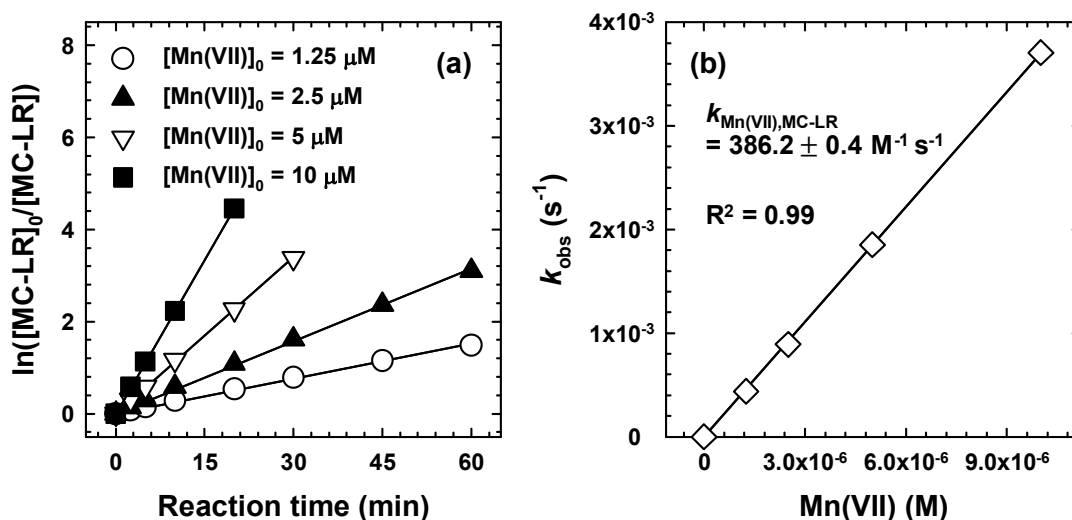 (a)
[Mn(VII)]₀ = 1.25 μM
[Mn(VII)]₀ = 2.5 μM
[Mn(VII)]₀ = 5 μM
[Mn(VII)]₀ = 10 μM
ln([MC-LR]₀/[MC-LR])
8
6
4
2
0
0 15 30 45 60
Reaction time (min)
(b)
k_Mn(VII),MC-LR
= 386.2 ± 0.4 M⁻¹ s⁻¹
R² = 0.99
k_obs (s⁻¹)
4x10⁻³
3x10⁻³
2x10⁻³
1x10⁻³
0
0 3.0x10⁻⁶ 6.0x10⁻⁶ 9.0x10⁻⁶
Mn(VII) (M)